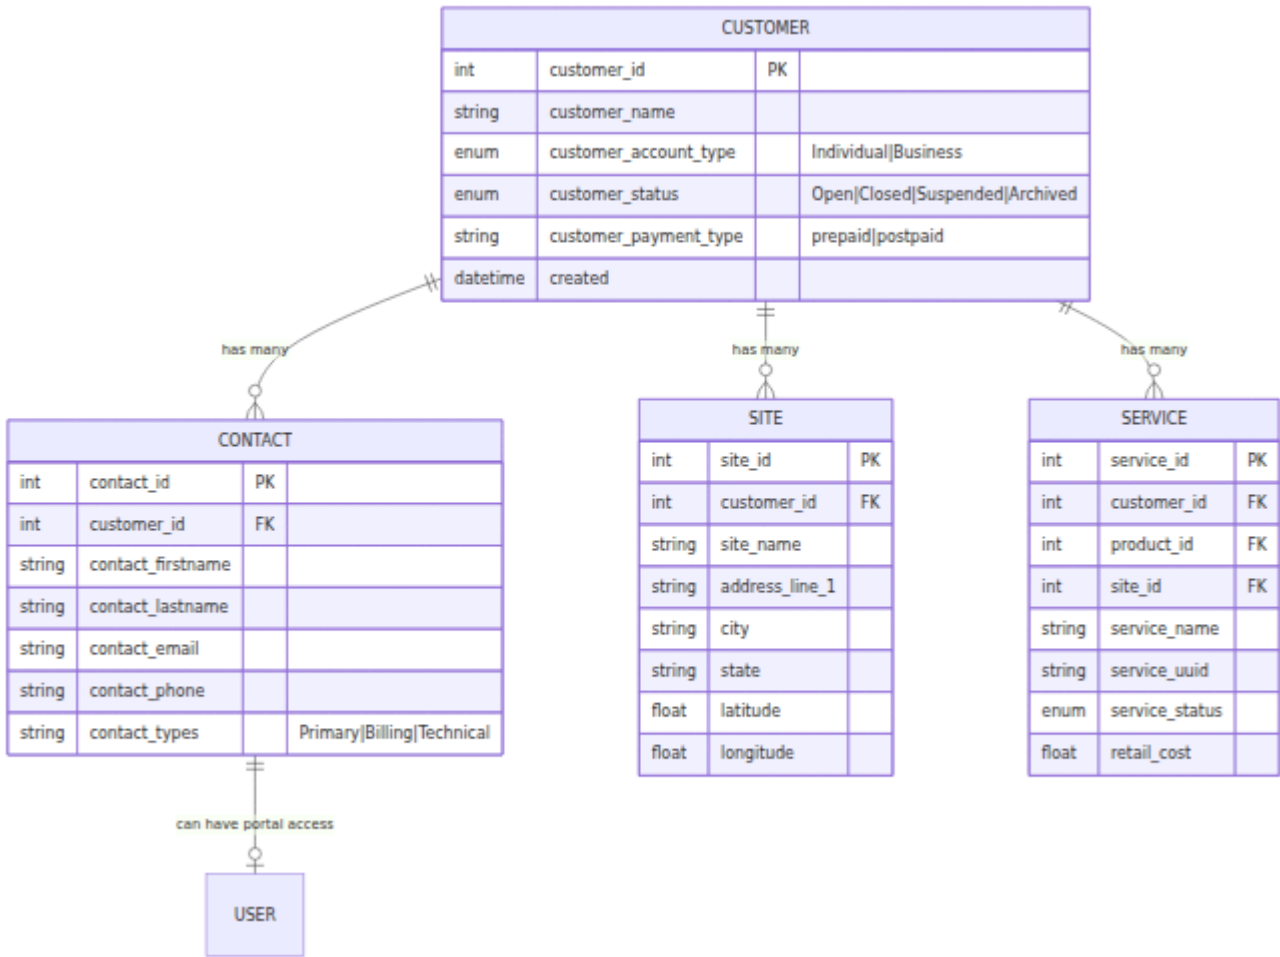 CUSTOMER
int customer_id PK
string customer_name
enum customer_account_type Individual|Business
enum customer_status Open|Closed|Suspended|Archived
string customer_payment_type prepaid|postpaid
datetime created
has many
has many
has many
CONTACT
int contact_id PK
int customer_id FK
string contact_firstname
string contact_lastname
string contact_email
string contact_phone
string contact_types Primary|Billing|Technical
SITE
int site_id PK
int customer_id FK
string site_name
string address_line_1
string city
string state
float latitude
float longitude
SERVICE
int service_id PK
int customer_id FK
int product_id FK
int site_id FK
string service_name
string service_uuid
enum service_status
float retail_cost
can have portal access
USER